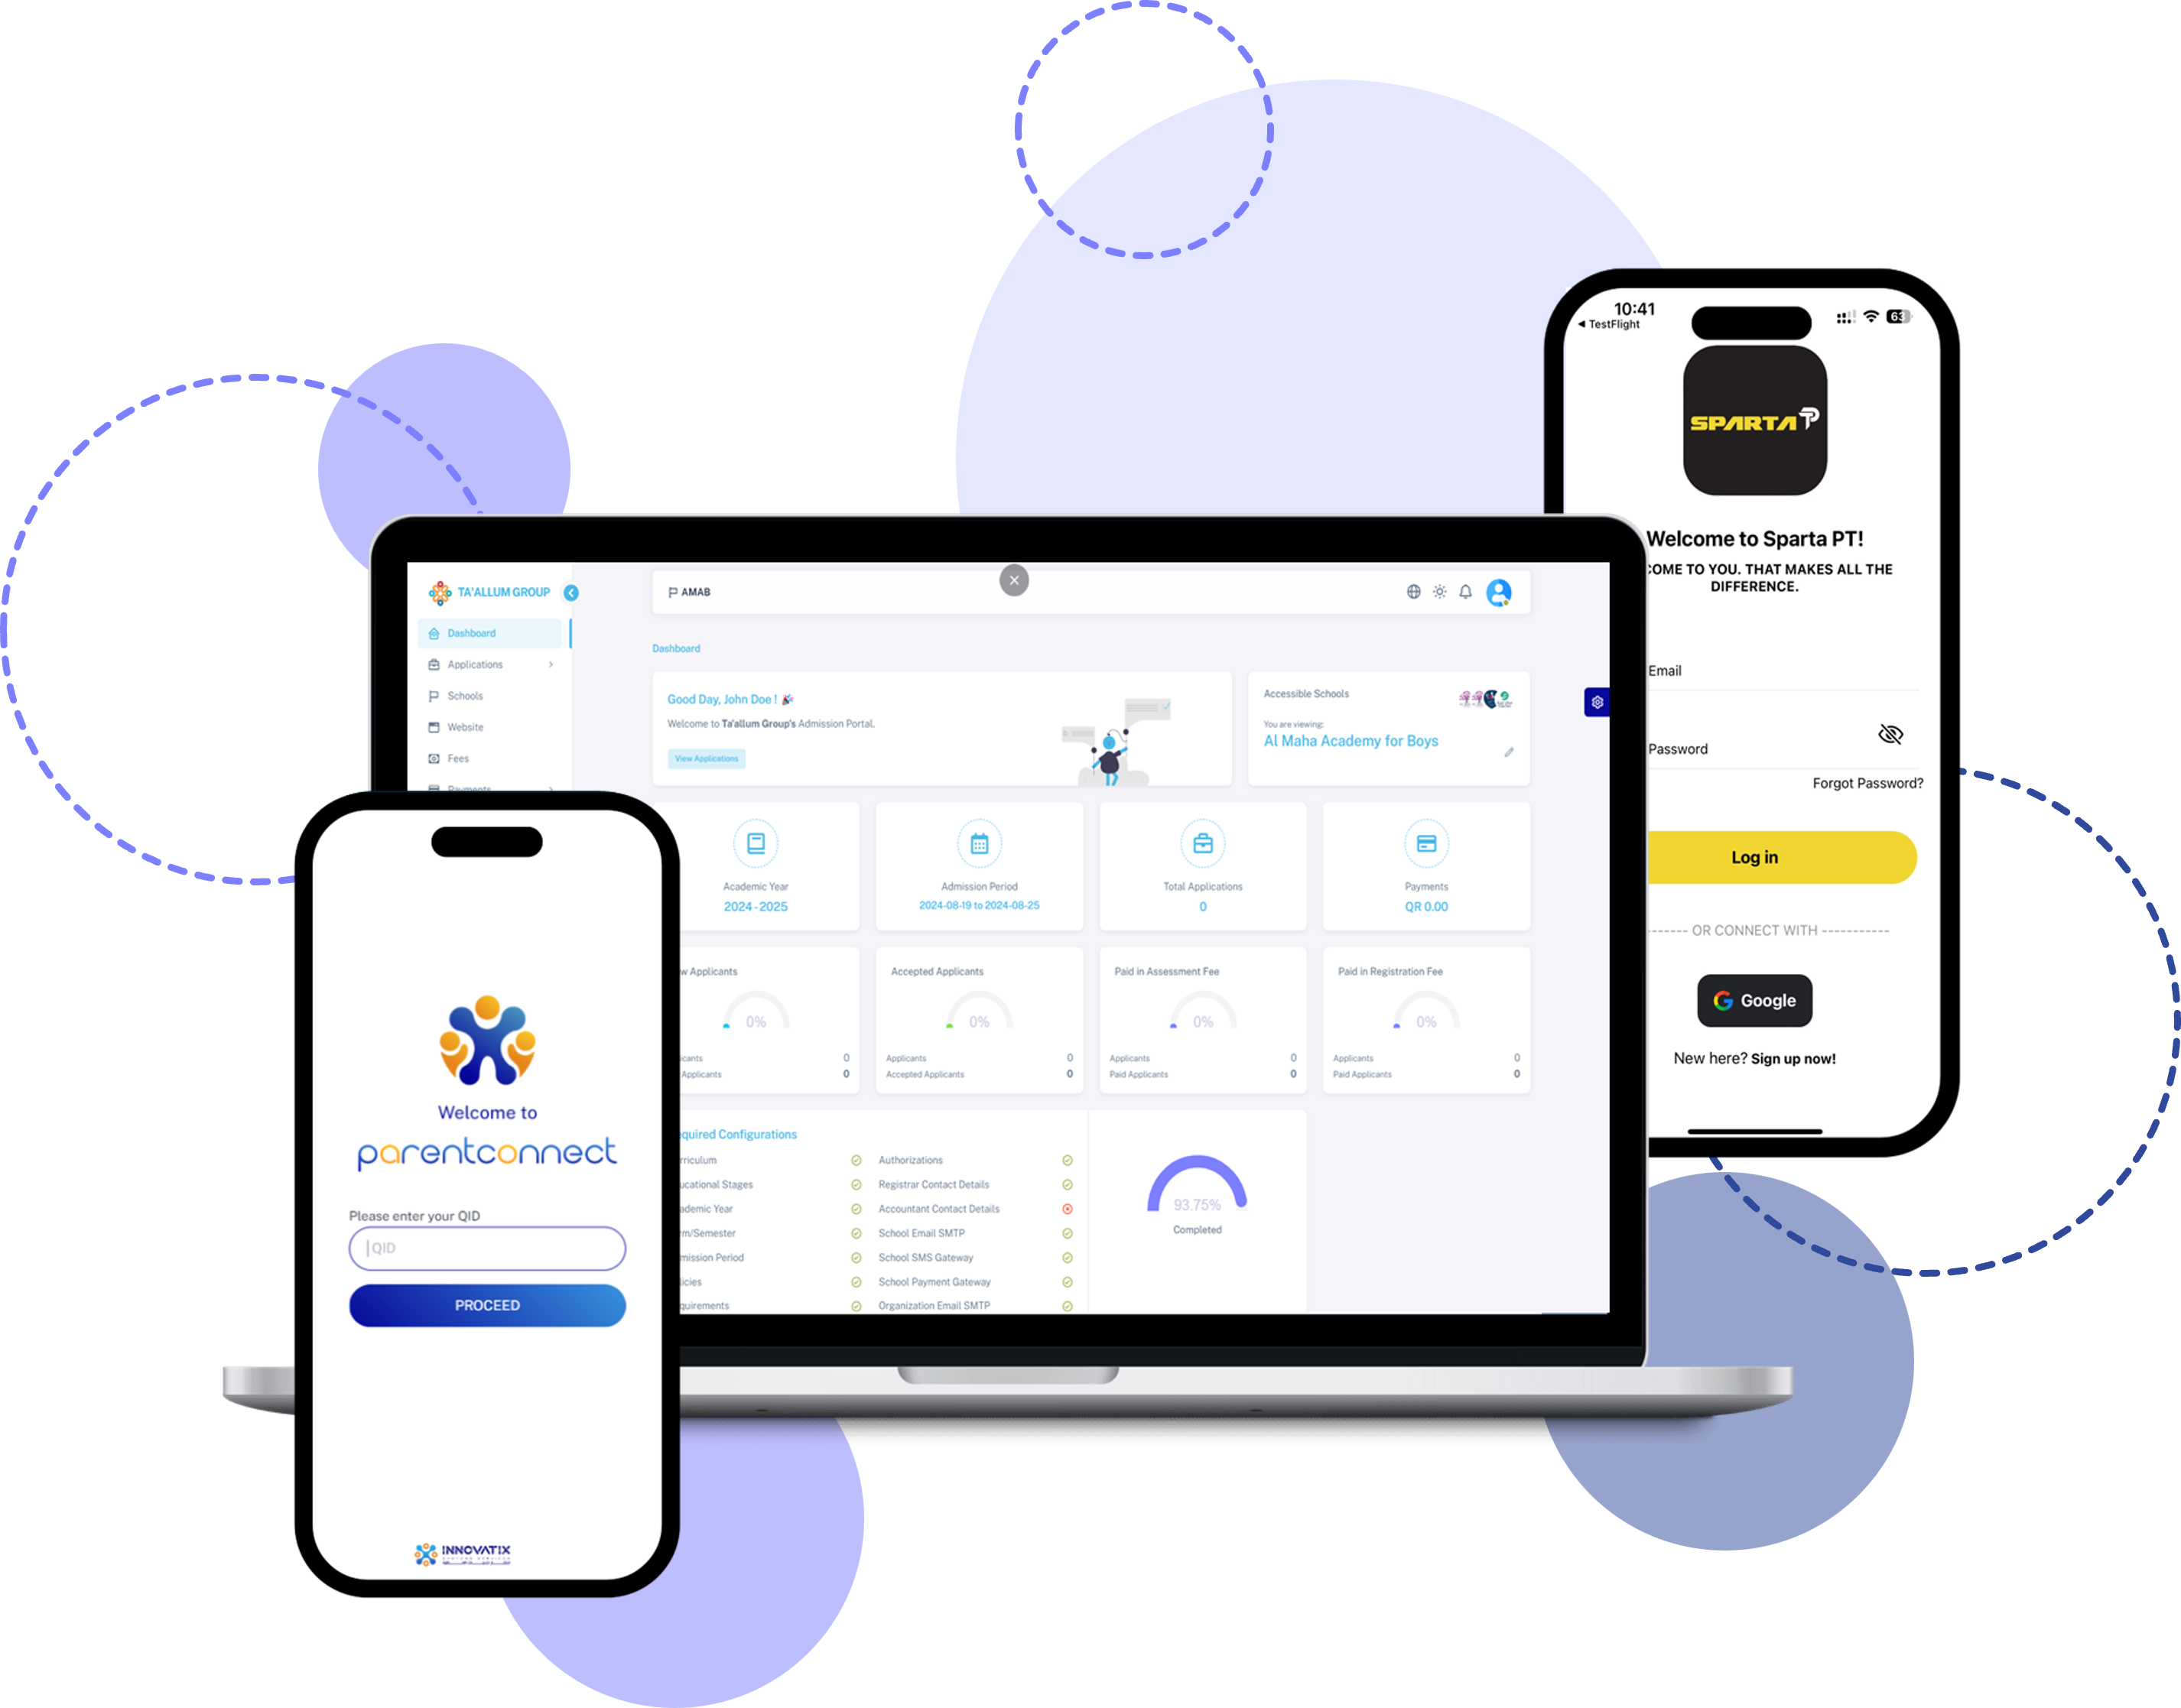 10:41
TestFlight
63
SPARTA
Welcome to Sparta PT!
COME TO YOU. THAT MAKES ALL THE
DIFFERENCE.
Email
Password
Forgot Password?
Log in
OR CONNECT WITH
Google
New here? Sign up now!
TA'ALLUM GROUP
AMAB
Dashboard
Applications
Schools
Website
Fees
Payments
Dashboard
Good Day, John Doe !
Welcome to Ta'allum Group's Admission Portal.
View Applications
Accessible Schools
You are viewing:
Al Maha Academy for Boys
Academic Year
2024 - 2025
Admission Period
2024-08-19 to 2024-08-25
Total Applications
0
Payments
QR 0.00
w Applicants
0%
icants 0
Applicants 0
Accepted Applicants
0%
Applicants 0
Accepted Applicants 0
Paid in Assessment Fee
0%
Applicants 0
Paid Applicants 0
Paid in Registration Fee
0%
Applicants 0
Paid Applicants 0
quired Configurations
rriculum
ucational Stages
ademic Year
rm/Semester
mission Period
licies
quirements
Authorizations
Registrar Contact Details
Accountant Contact Details
School Email SMTP
School SMS Gateway
School Payment Gateway
Organization Email SMTP
93.75%
Completed
Welcome to
parentconnect
Please enter your QID
QID
PROCEED
INNOVATIX